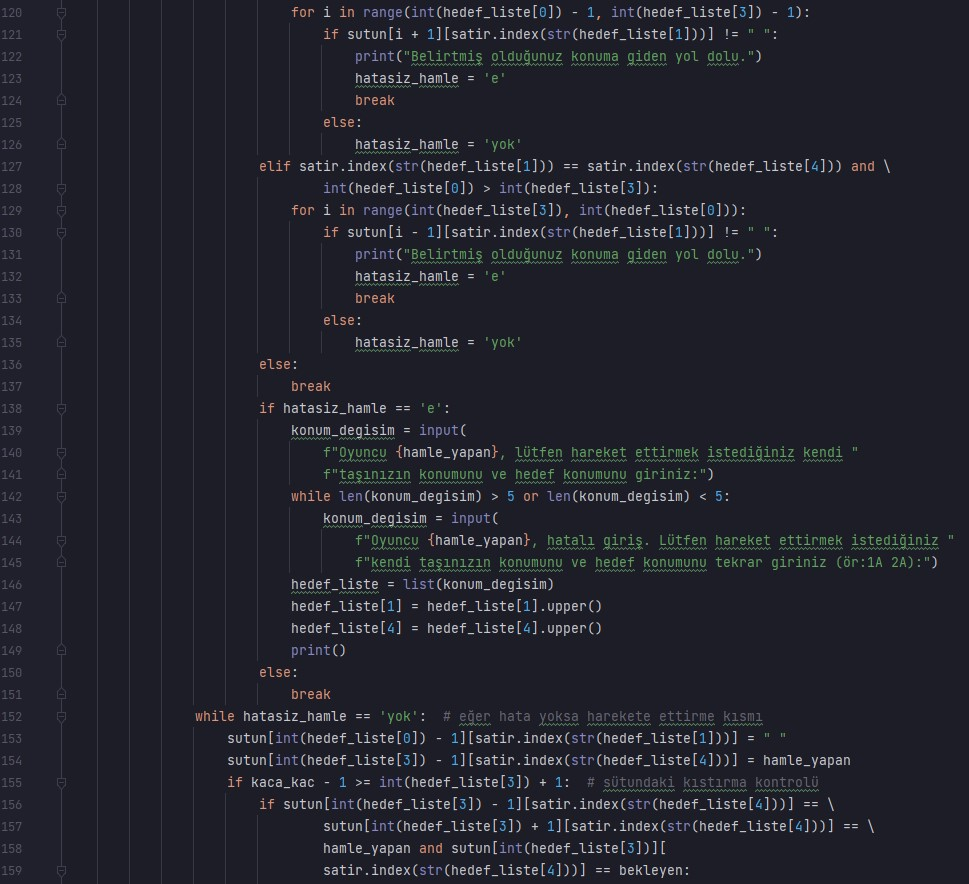 120 for i in range(int(hedef_liste[0]) - 1, int(hedef_liste[3]) - 1):
121 if sutun[i + 1][satir.index(str(hedef_liste[1]))] != " ":
122 print("Belirtmiş olduğunuz konuma giden yol dolu.")
123 hatasiz_hamle = 'e'
124 break
125 else:
126 hatasiz_hamle = 'yok'
127 elif satir.index(str(hedef_liste[1])) == satir.index(str(hedef_liste[4])) and \
128 int(hedef_liste[0]) > int(hedef_liste[3]):
129 for i in range(int(hedef_liste[3]), int(hedef_liste[0])):
130 if sutun[i - 1][satir.index(str(hedef_liste[1]))] != " ":
131 print("Belirtmiş olduğunuz konuma giden yol dolu.")
132 hatasiz_hamle = 'e'
133 break
134 else:
135 hatasiz_hamle = 'yok'
136 else:
137 break
138 if hatasiz_hamle == 'e':
139 konum_degisim = input(
140 f"Oyuncu {hamle_yapan}, lütfen hareket ettirmek istediğiniz kendi "
141 f"taşınızın konumunu ve hedef konumunu giriniz:")
142 while len(konum_degisim) > 5 or len(konum_degisim) < 5:
143 konum_degisim = input(
144 f"Oyuncu {hamle_yapan}, hatalı giriş. Lütfen hareket ettirmek istediğiniz "
145 f"kendi taşınızın konumunu ve hedef konumunu tekrar giriniz (ör:1A 2A):")
146 hedef_liste = list(konum_degisim)
147 hedef_liste[1] = hedef_liste[1].upper()
148 hedef_liste[4] = hedef_liste[4].upper()
149 print()
150 else:
151 break
152 while hatasiz_hamle == 'yok':  # eğer hata yoksa harekete ettirme kısmı
153 sutun[int(hedef_liste[0]) - 1][satir.index(str(hedef_liste[1]))] = " "
154 sutun[int(hedef_liste[3]) - 1][satir.index(str(hedef_liste[4]))] = hamle_yapan
155 if kaca_kac - 1 >= int(hedef_liste[3]) + 1:  # sütundaki kıstırma kontrolü
156 if sutun[int(hedef_liste[3]) - 1][satir.index(str(hedef_liste[4]))] == \
157 sutun[int(hedef_liste[3]) + 1][satir.index(str(hedef_liste[4]))] == \
158 hamle_yapan and sutun[int(hedef_liste[3])][
159 satir.index(str(hedef_liste[4]))] == bekleyen: